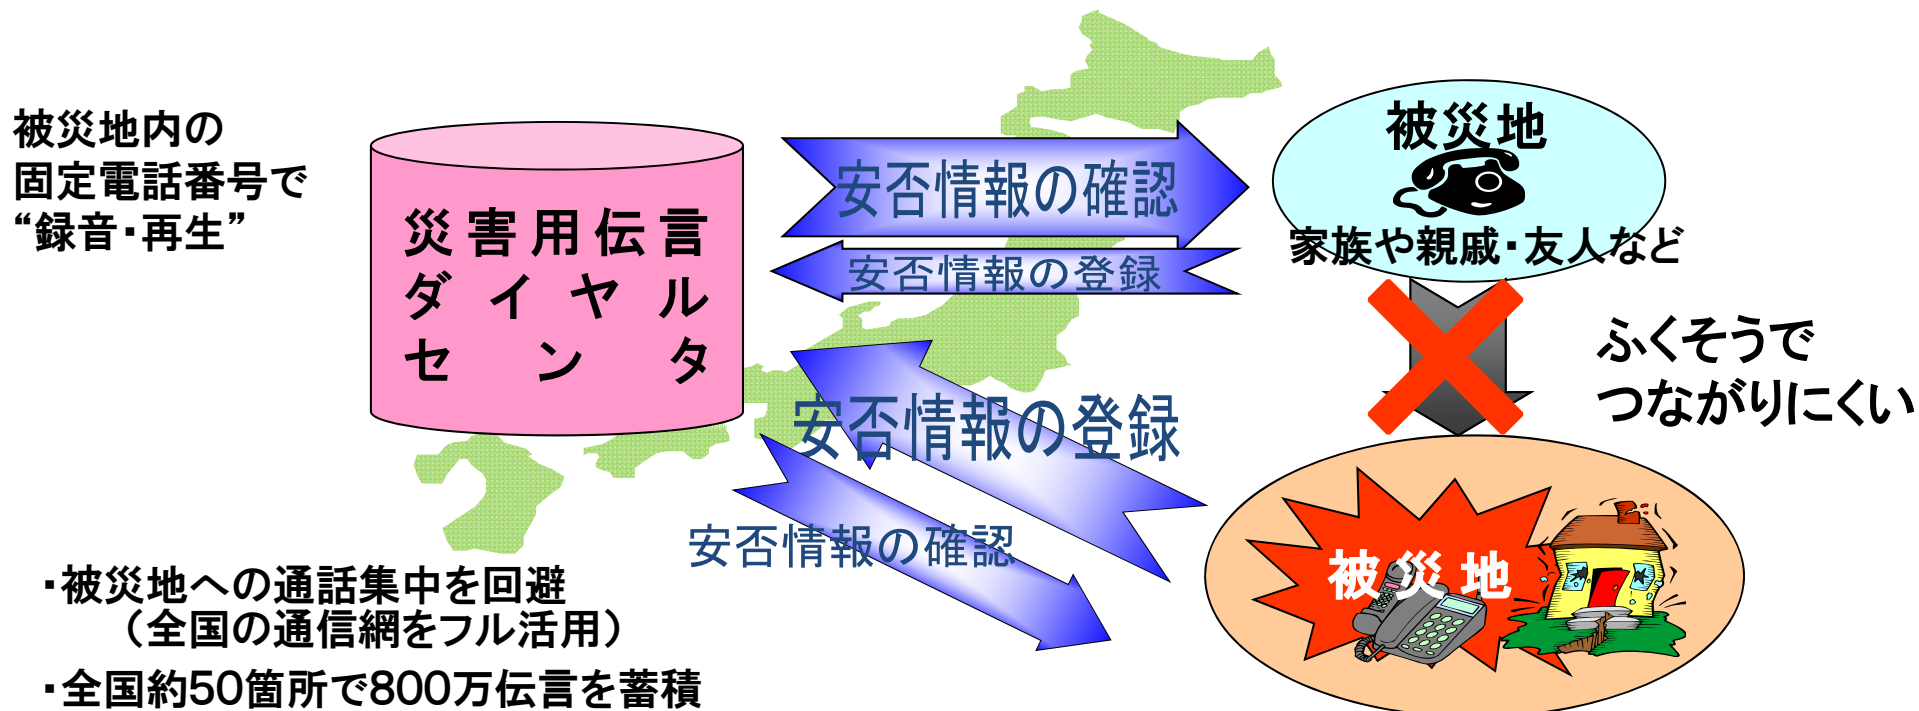 被災地内の
固定電話番号で
“録音・再生”
災害用伝言
ダイヤル
センタ
安否情報の確認
安否情報の登録
被災地
家族や親戚・友人など
ふくそうで
つながりにくい
安否情報の登録
安否情報の確認
被災地
・被災地への通話集中を回避
（全国の通信網をフル活用）
・全国約50箇所で800万伝言を蓄積